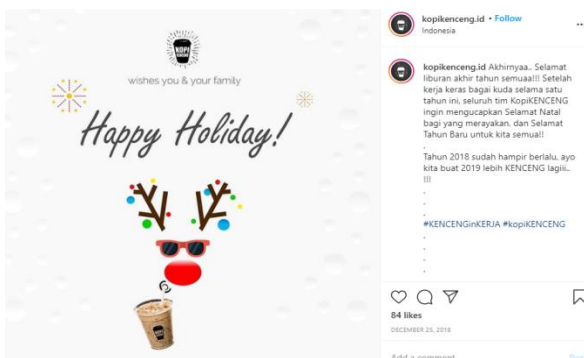 KOPI
wishes you & your family
Happy Holiday!
KOPI
kopikenceng.id • Follow
Indonesia
...
kopikenceng.id Akhirnyaa.. Selamat
liburan akhir tahun semuaa!!! Setelah
kerja keras bagai kuda selama satu
tahun ini, seluruh tim KopiKENCENG
ingin mengucapkan Selamat Natal
bagi yang merayakan, dan Selamat
Tahun Baru untuk kita semua!!
.
Tahun 2018 sudah hampir berlalu, ayo
kita buat 2019 lebih KENCENG lagiii..
!!!
.
.
.
#KENCENGinKERJA #kopiKENCENG
.
.
.
.
84 likes
DECEMBER 25, 2018
Add a comment